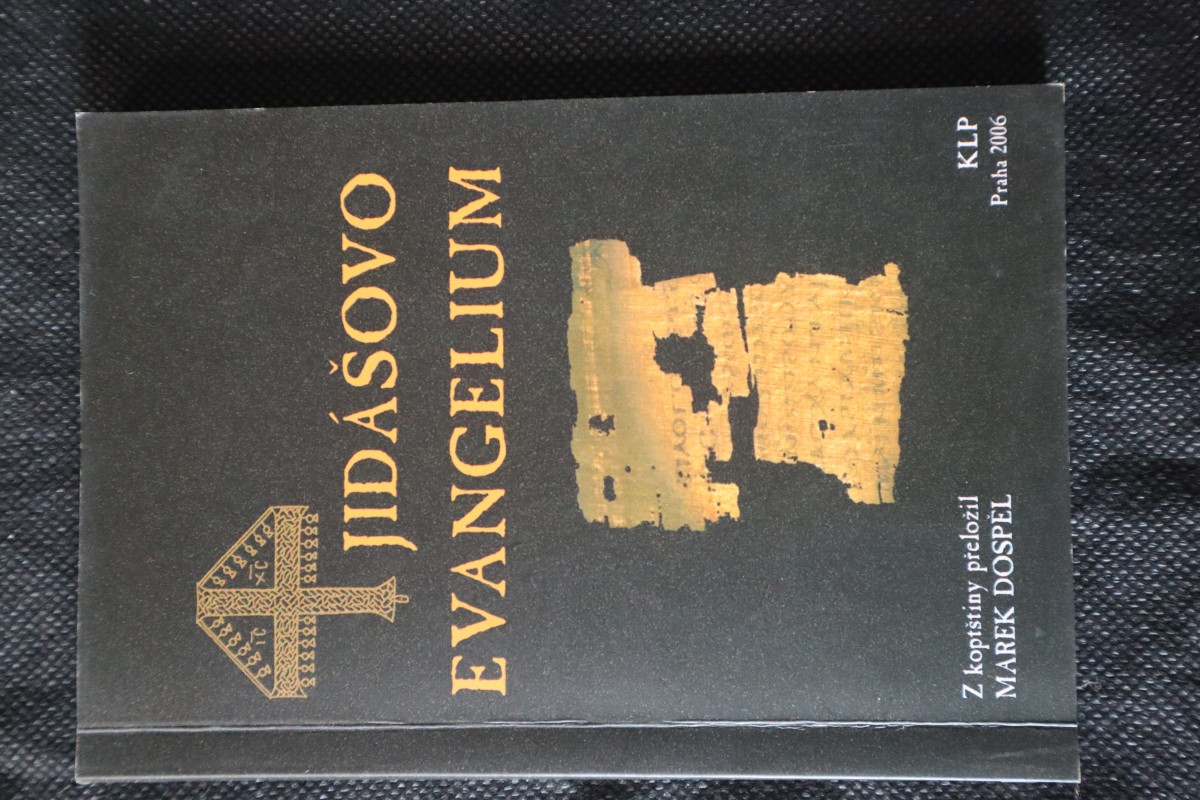 JIDÁŠOVO
EVANGELIUM
Z koptštiny přeložil
MAREK DOSPĚL
KLP
Praha 2006